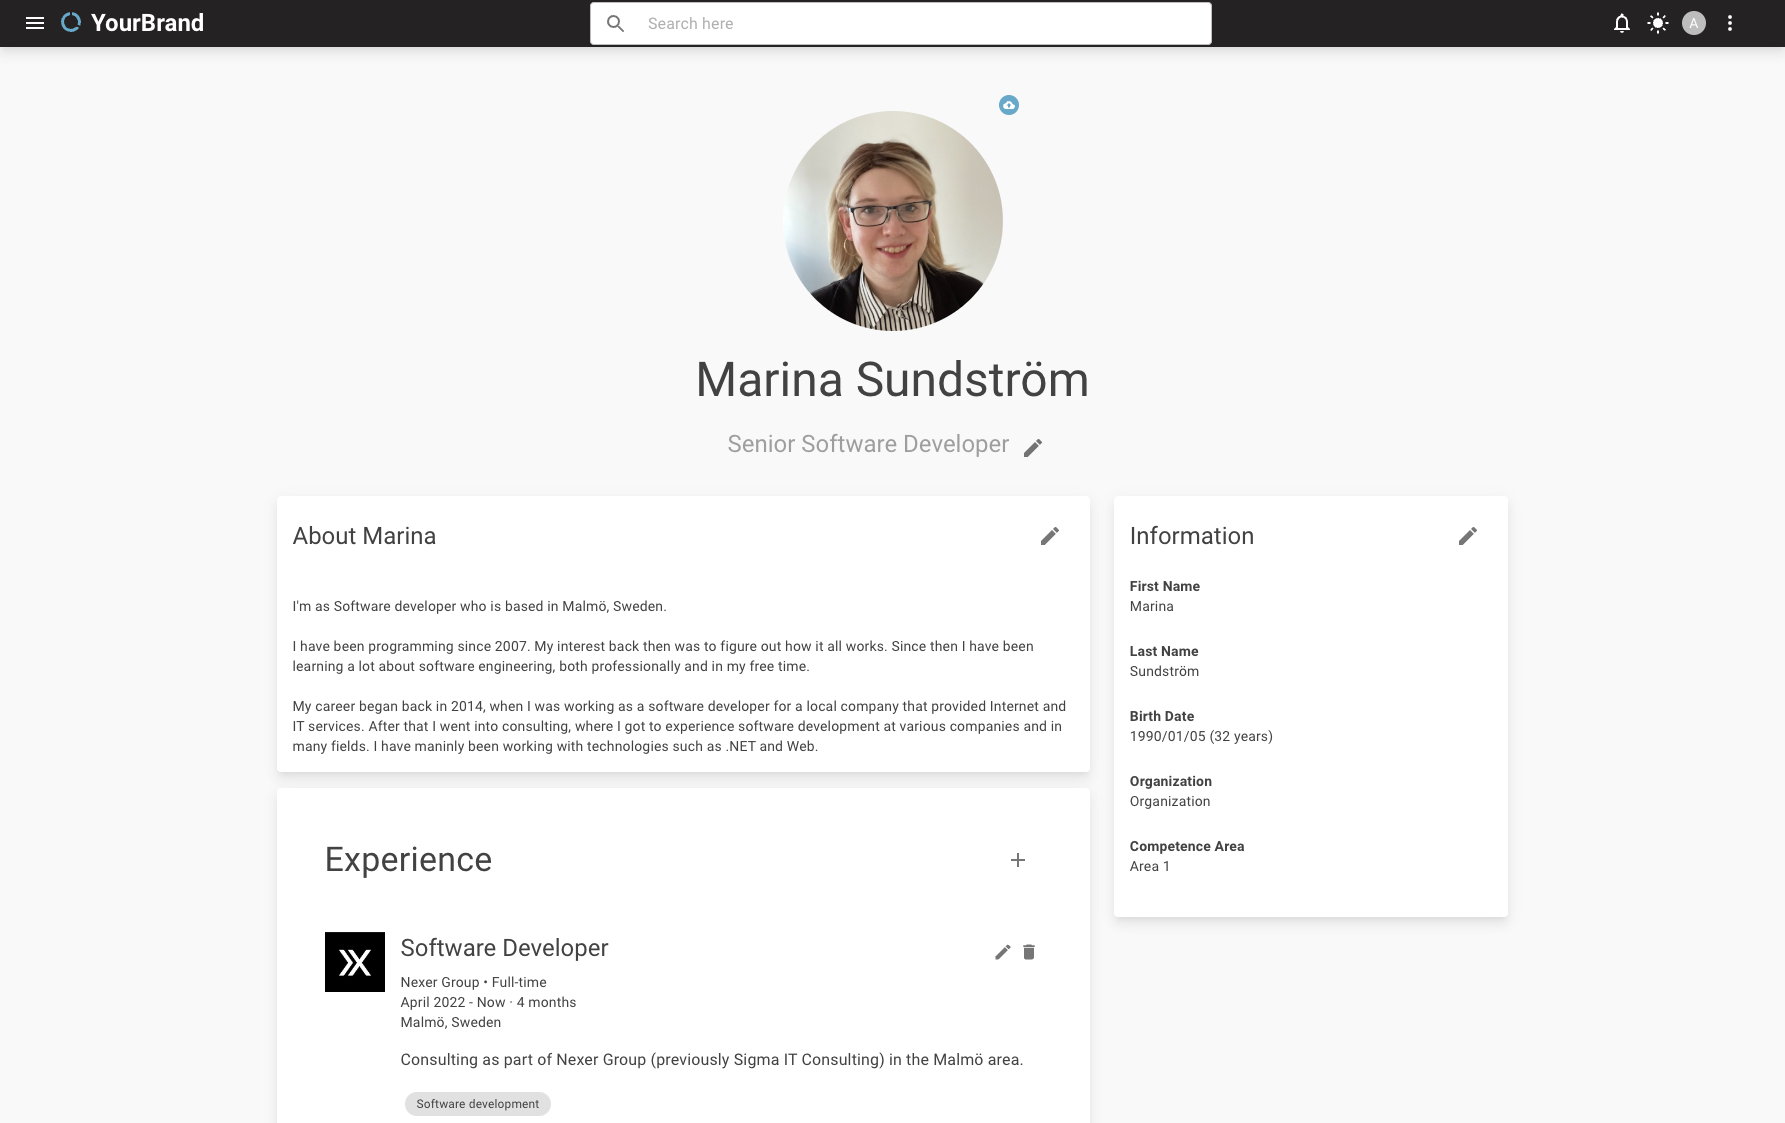 YourBrand
Search here
A
Marina Sundström
Senior Software Developer
About Marina
I'm as Software developer who is based in Malmö, Sweden.
I have been programming since 2007. My interest back then was to figure out how it all works. Since then I have been
learning a lot about software engineering, both professionally and in my free time.
My career began back in 2014, when I was working as a software developer for a local company that provided Internet and
IT services. After that I went into consulting, where I got to experience software development at various companies and in
many fields. I have maninly been working with technologies such as .NET and Web.
Information
First Name
Marina
Last Name
Sundström
Birth Date
1990/01/05 (32 years)
Organization
Organization
Competence Area
Area 1
Experience
Software Developer
Nexer Group • Full-time
April 2022 - Now · 4 months
Malmö, Sweden
Consulting as part of Nexer Group (previously Sigma IT Consulting) in the Malmö area.
Software development